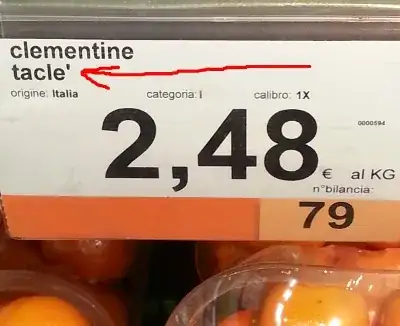 clementine
tacle'
origine: Italia categoria: I calibro: 1X
0000594
2,48 € al KG
n°bilancia:
79